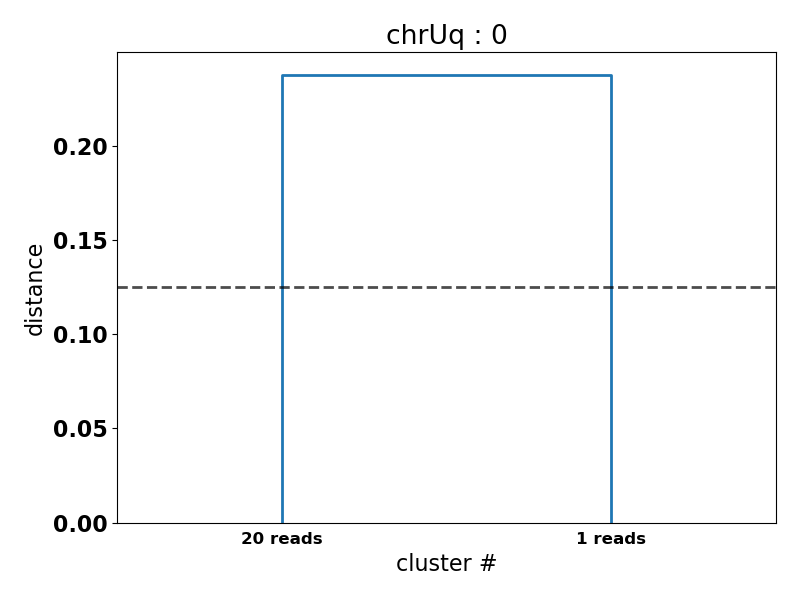 chrUq : 0
0.20
0.15
0.10
0.05
0.00
distance
20 reads
1 reads
cluster #